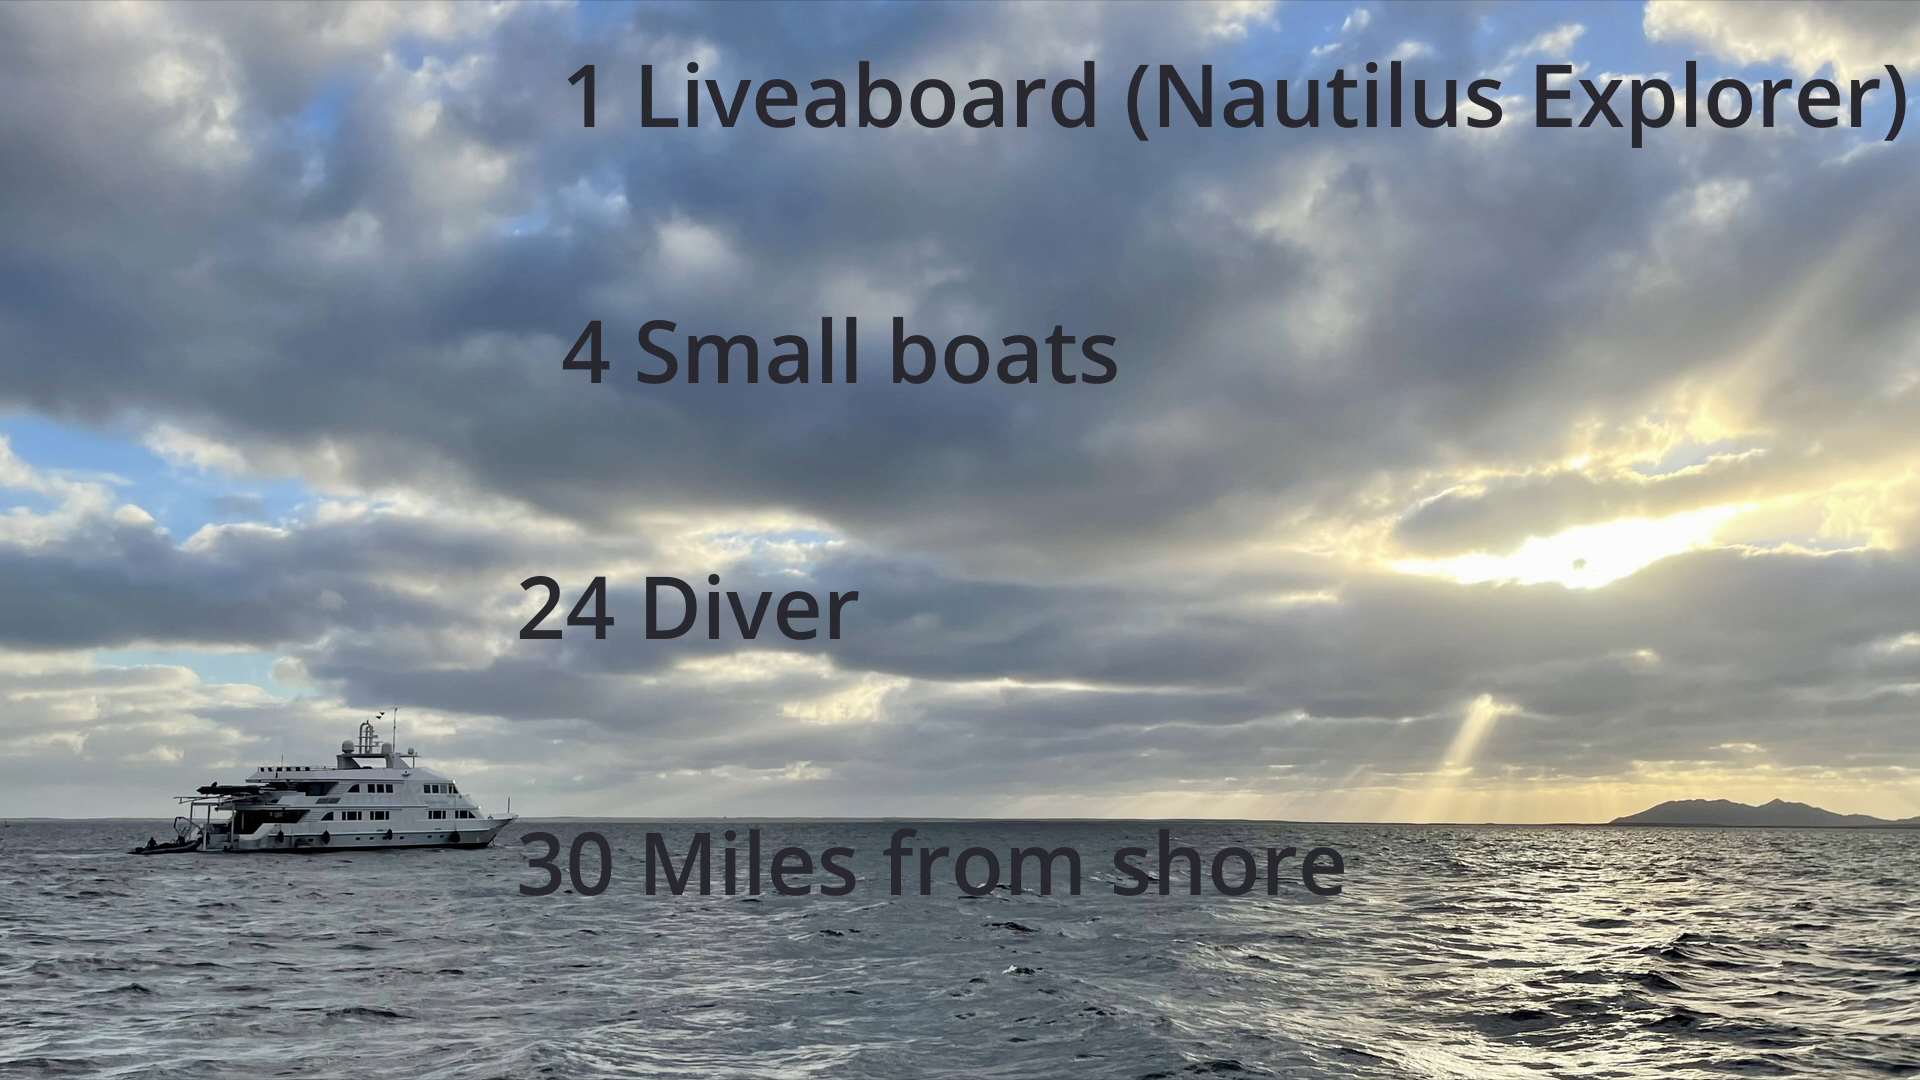 1 Liveaboard (Nautilus Explorer)
4 Small boats
24 Diver
30 Miles from shore